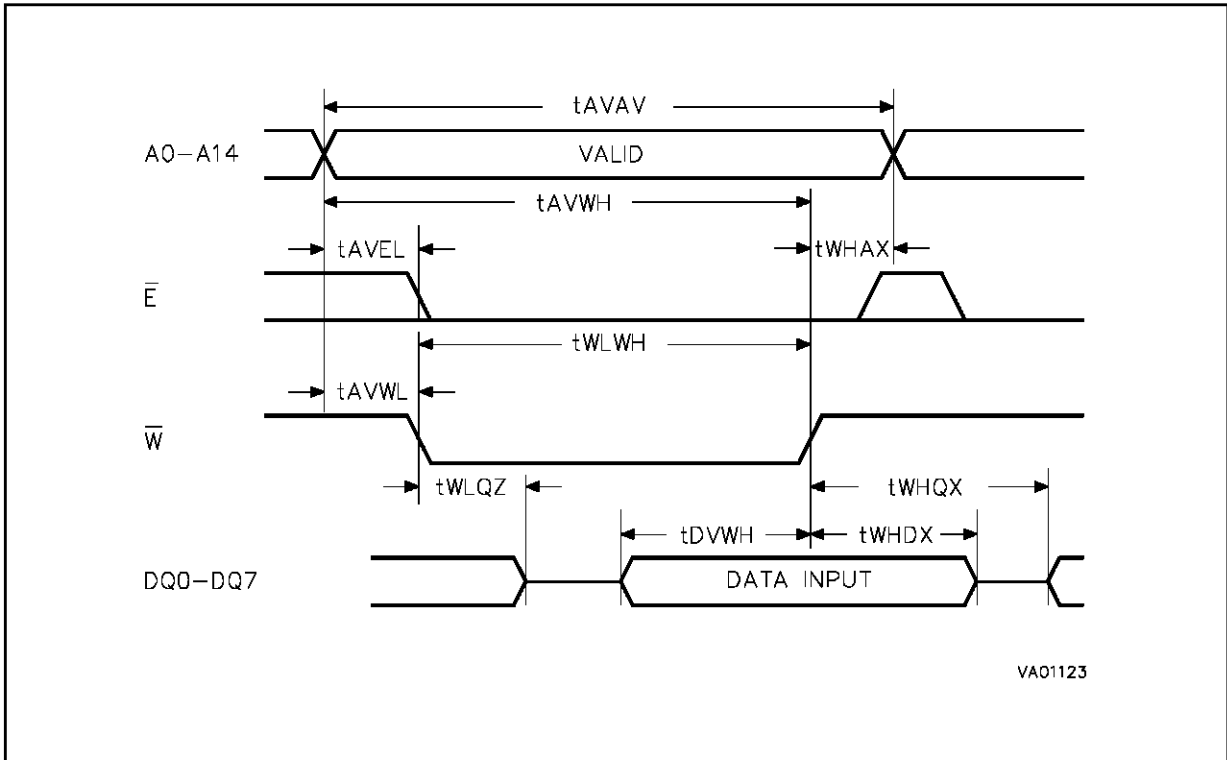 tAVAV
A0-A14
VALID
tAVWH
tAVEL
tWHAX
E̅
tWLWH
tAVWL
W̅
tWLQZ
tWHQX
tDVWH
tWHDX
DQ0-DQ7
DATA INPUT
VA01123